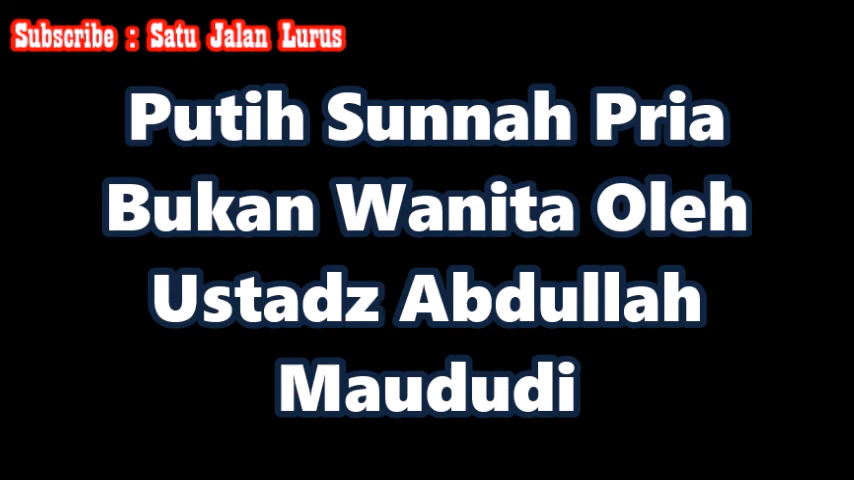 Subscribe : Satu Jalan Lurus
Putih Sunnah Pria
Bukan Wanita Oleh
Ustadz Abdullah
Maududi